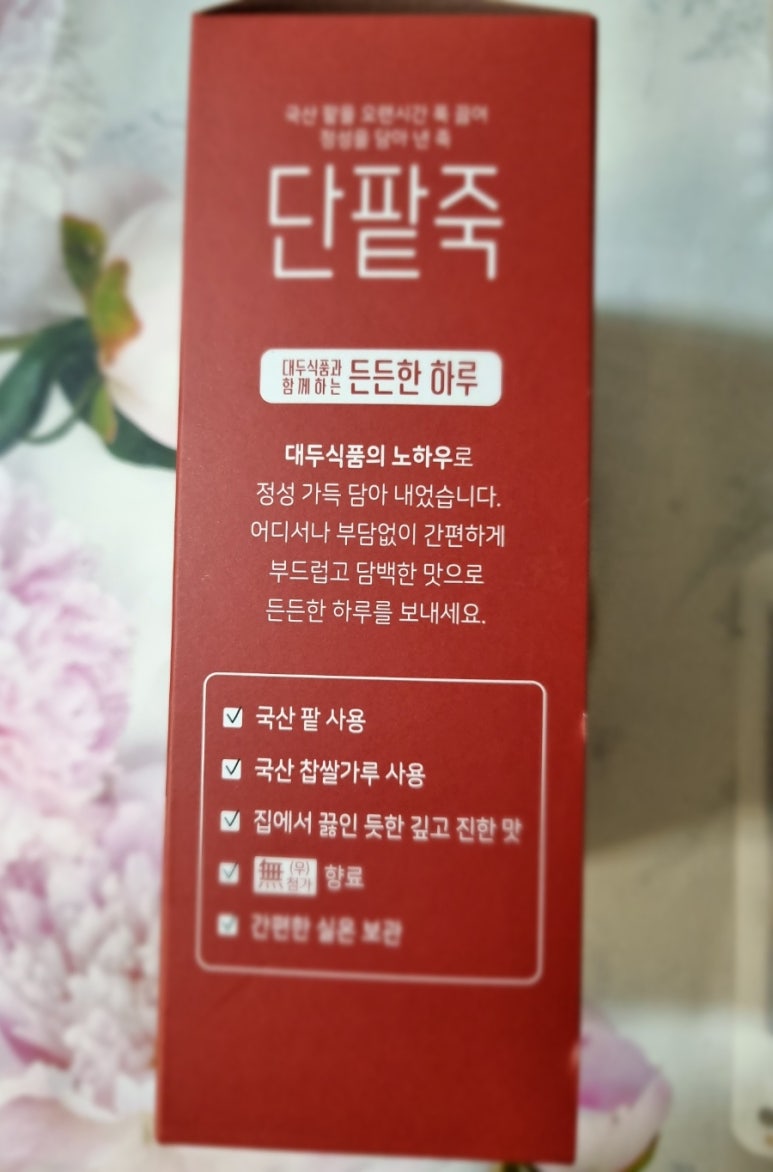 국산 팥을 오랜시간 푹 끓여
정성을 담아 낸 죽
단팥죽
대두식품과
함께하는 든든한 하루
대두식품의 노하우로
정성 가득 담아 내었습니다.
어디서나 부담없이 간편하게
부드럽고 담백한 맛으로
든든한 하루를 보내세요.
국산 팥 사용
국산 찹쌀가루 사용
집에서 끓인 듯한 깊고 진한 맛
無(무)첨가 향료
간편한 실온 보관